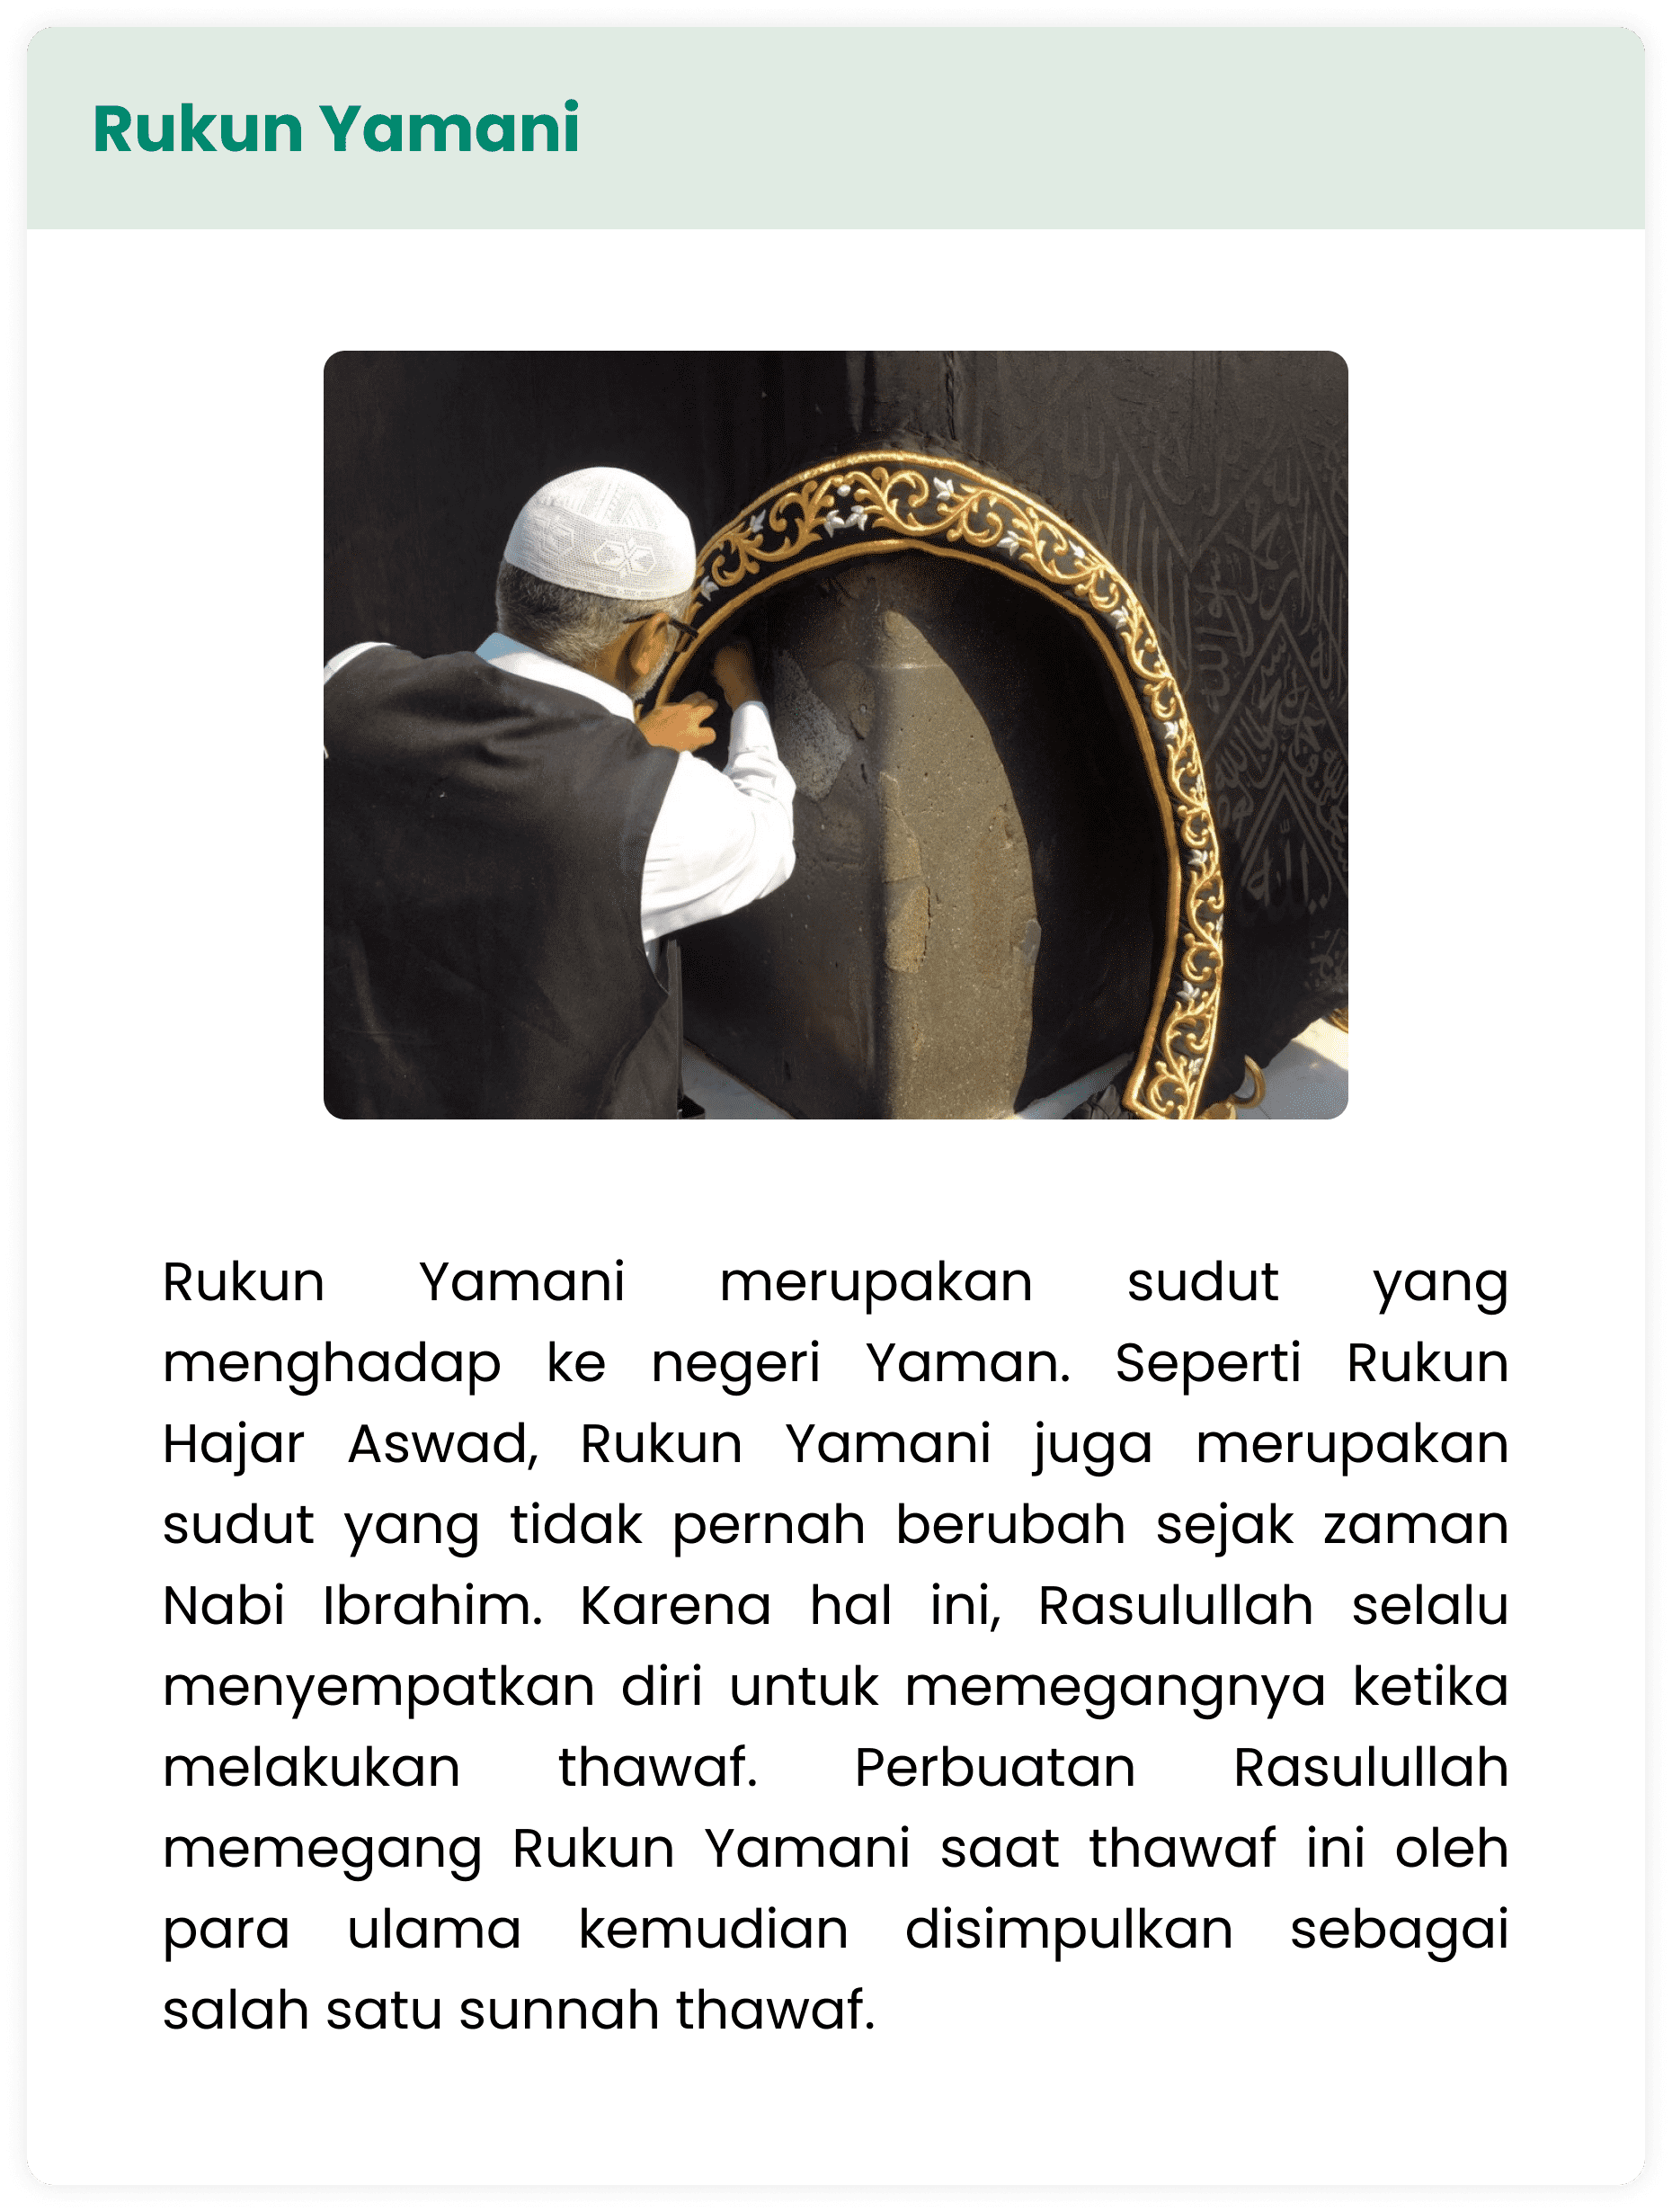 Rukun Yamani
Rukun Yamani merupakan sudut yang
menghadap ke negeri Yaman. Seperti Rukun
Hajar Aswad, Rukun Yamani juga merupakan
sudut yang tidak pernah berubah sejak zaman
Nabi Ibrahim. Karena hal ini, Rasulullah selalu
menyempatkan diri untuk memegangnya ketika
melakukan thawaf. Perbuatan Rasulullah
memegang Rukun Yamani saat thawaf ini oleh
para ulama kemudian disimpulkan sebagai
salah satu sunnah thawaf.